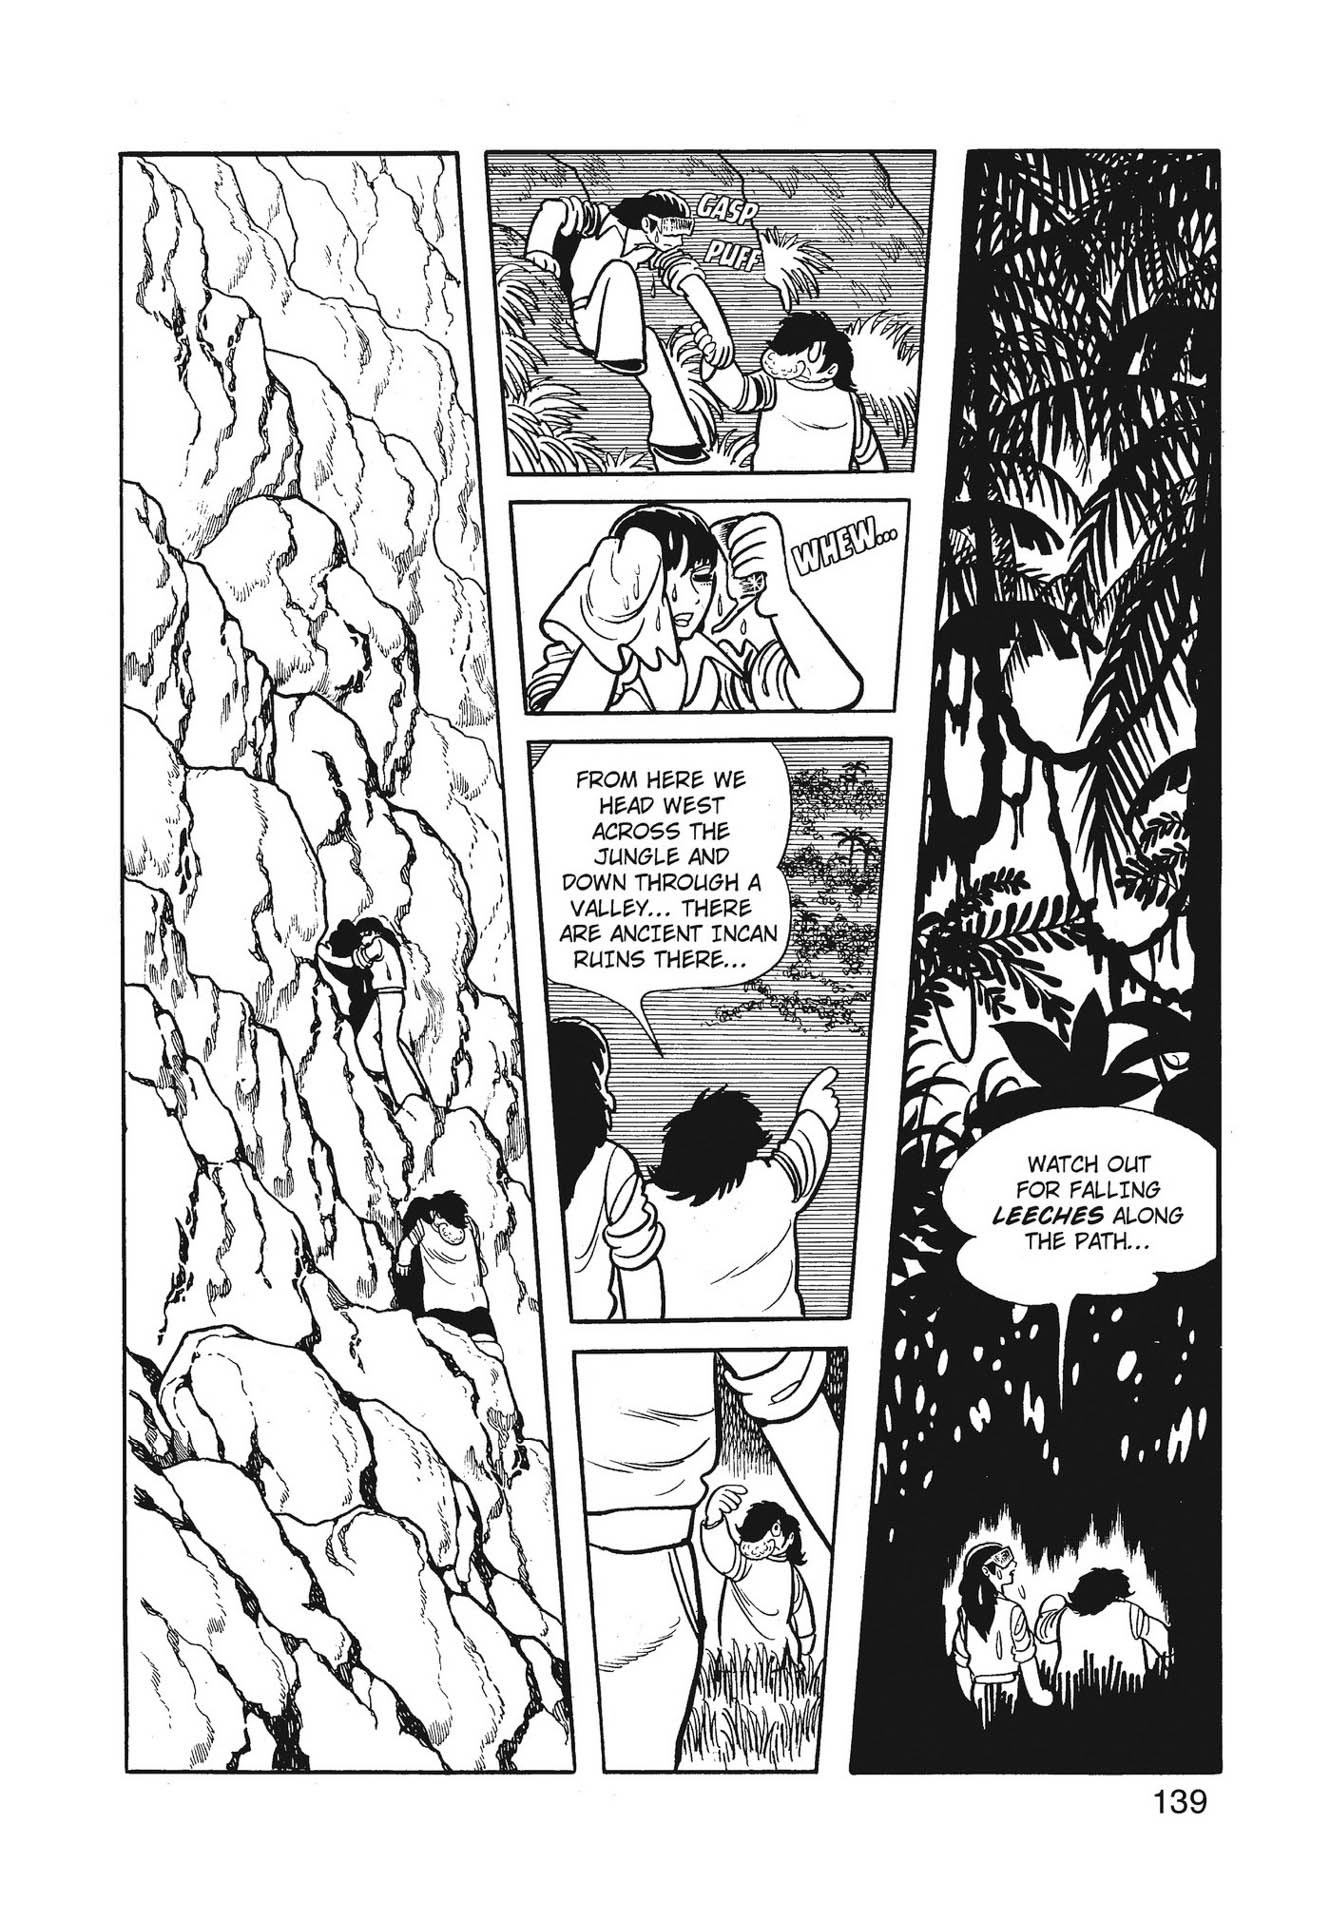 GASP
PUFF
WHEW...
FROM HERE WE
HEAD WEST
ACROSS THE
JUNGLE AND
DOWN THROUGH A
VALLEY... THERE
ARE ANCIENT INCAN
RUINS THERE...
WATCH OUT
FOR FALLING
LEECHES ALONG
THE PATH...
139